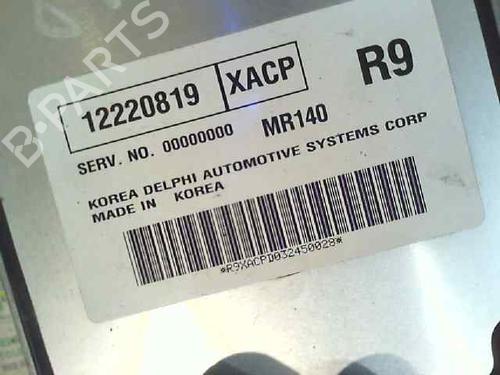 12220819 XACP R9
SERV. NO. 00000000 MR140
KOREA DELPHI AUTOMOTIVE SYSTEMS CORP
MADE IN KOREA
*R9XACPD032450028*
B-PARTS